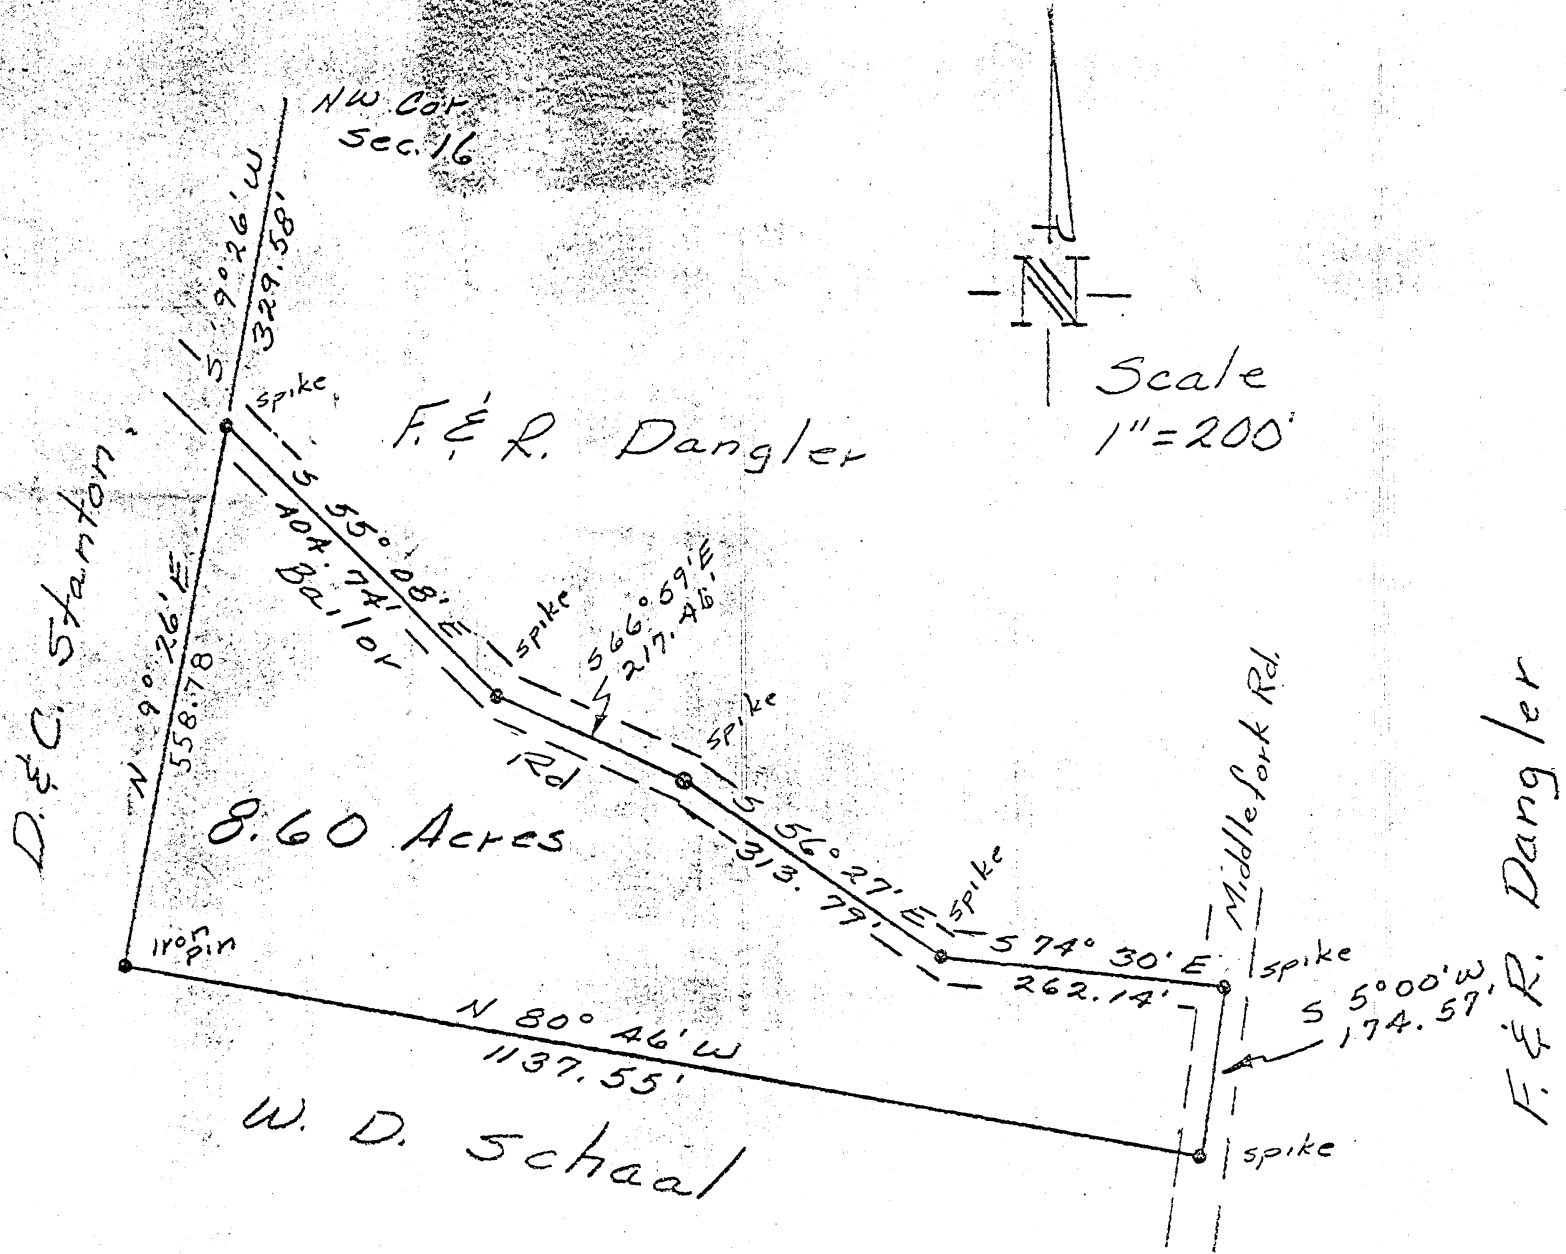 NW Cor
Sec. 16
S 9° 26' W
329.58'
spike
F. & R. Dangler
N
Scale
1" = 200'
D. & C. Stanton
N 9° 26' E
558.78
S 55° 08' E
404.74'
Bailor
spike
S 66° 59' E
217.46'
Rd
spike
S 56° 27' E
313.79'
spike
Middlefork Rd.
8.60 Acres
iron
pin
S 74° 30' E
262.14'
spike
S 5° 00' W
174.57'
F. & R. Dangler
N 80° 46' W
1137.55'
W. D. Schaal
spike